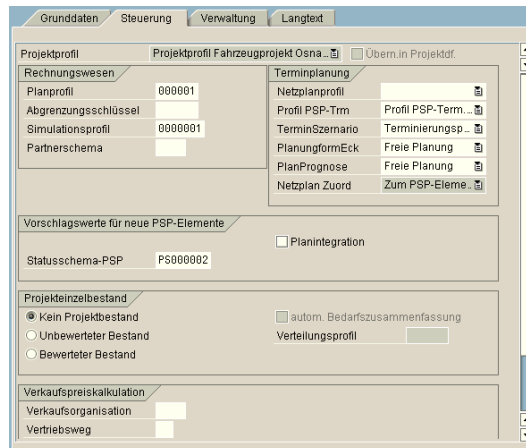 Grunddaten Steuerung Verwaltung Langtext
Projektprofil Projektprofil Fahrzeugprojekt Osna... Übern.in Projektdf.
Rechnungswesen
Planprofil 000001
Abgrenzungsschlüssel
Simulationsprofil 0000001
Partnerschema
Terminplanung
Netzplanprofil
Profil PSP-Trm Profil PSP-Term...
TerminSzernario Terminierungsp...
PlanungformEck Freie Planung
PlanPrognose Freie Planung
Netzplan Zuord Zum PSP-Eleme...
Vorschlagswerte für neue PSP-Elemente
Planintegration
Statusschema-PSP PS000002
Projekteinzelbestand
Kein Projektbestand autom. Bedarfszusammenfassung
Unbewerteter Bestand Verteilungsprofil
Bewerteter Bestand
Verkaufspreiskalkulation
Verkaufsorganisation
Vertriebsweg